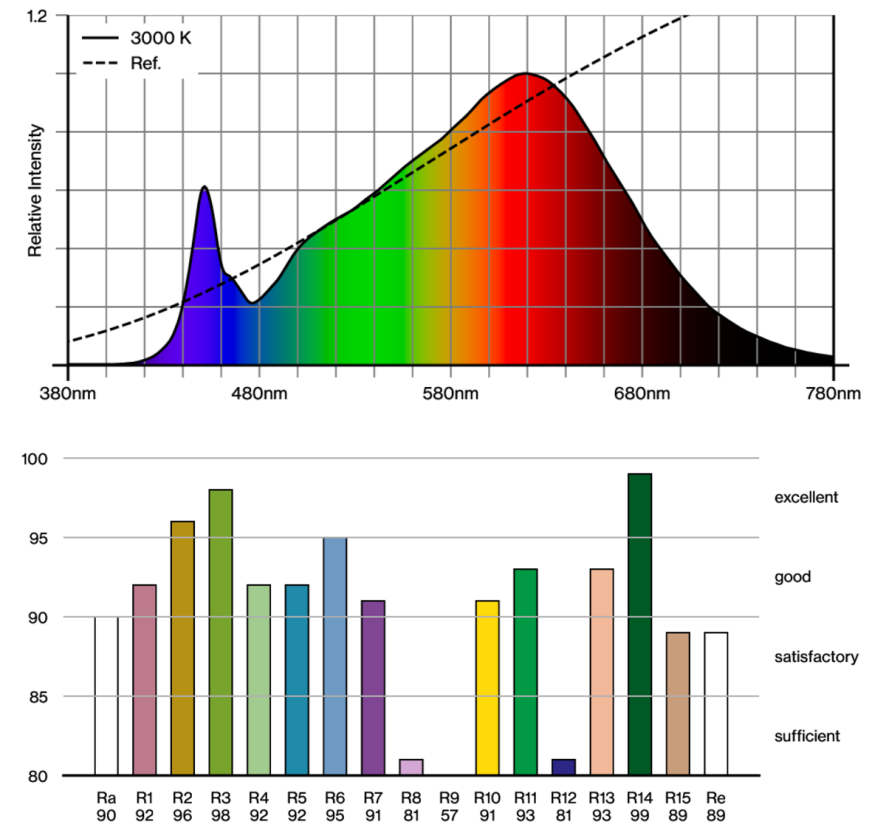 1.2
3000 K
Ref.
Relative Intensity
380nm 480nm 580nm 680nm 780nm
100
excellent
95
good
90
satisfactory
85
sufficient
80
Ra R1 R2 R3 R4 R5 R6 R7 R8 R9 R10 R11 R12 R13 R14 R15 Re
90 92 96 98 92 92 95 91 81 57 91 93 81 93 99 89 89